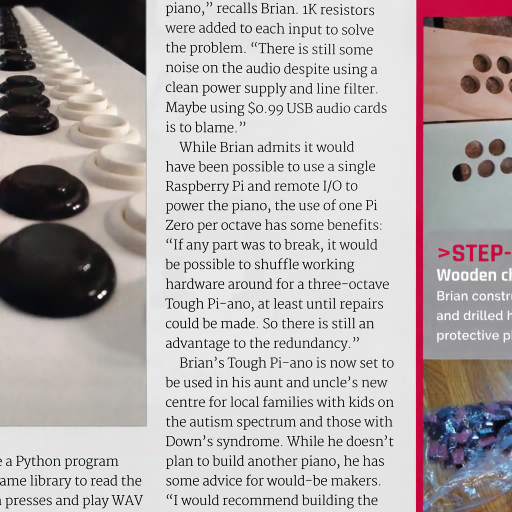 e a Python program
ame library to read the
presses and play WAV
piano,” recalls Brian. 1K resistors
were added to each input to solve
the problem. “There is still some
noise on the audio despite using a
clean power supply and line filter.
Maybe using $0.99 USB audio cards
is to blame.”
While Brian admits it would
have been possible to use a single
Raspberry Pi and remote I/O to
power the piano, the use of one Pi
Zero per octave has some benefits:
“If any part was to break, it would
be possible to shuffle working
hardware around for a three-octave
Tough Pi-ano, at least until repairs
could be made. So there is still an
advantage to the redundancy.”
Brian’s Tough Pi-ano is now set to
be used in his aunt and uncle’s new
centre for local families with kids on
the autism spectrum and those with
Down’s syndrome. While he doesn’t
plan to build another piano, he has
some advice for would-be makers.
“I would recommend building the
>STEP-
Wooden ch
Brian constru
and drilled h
protective pi